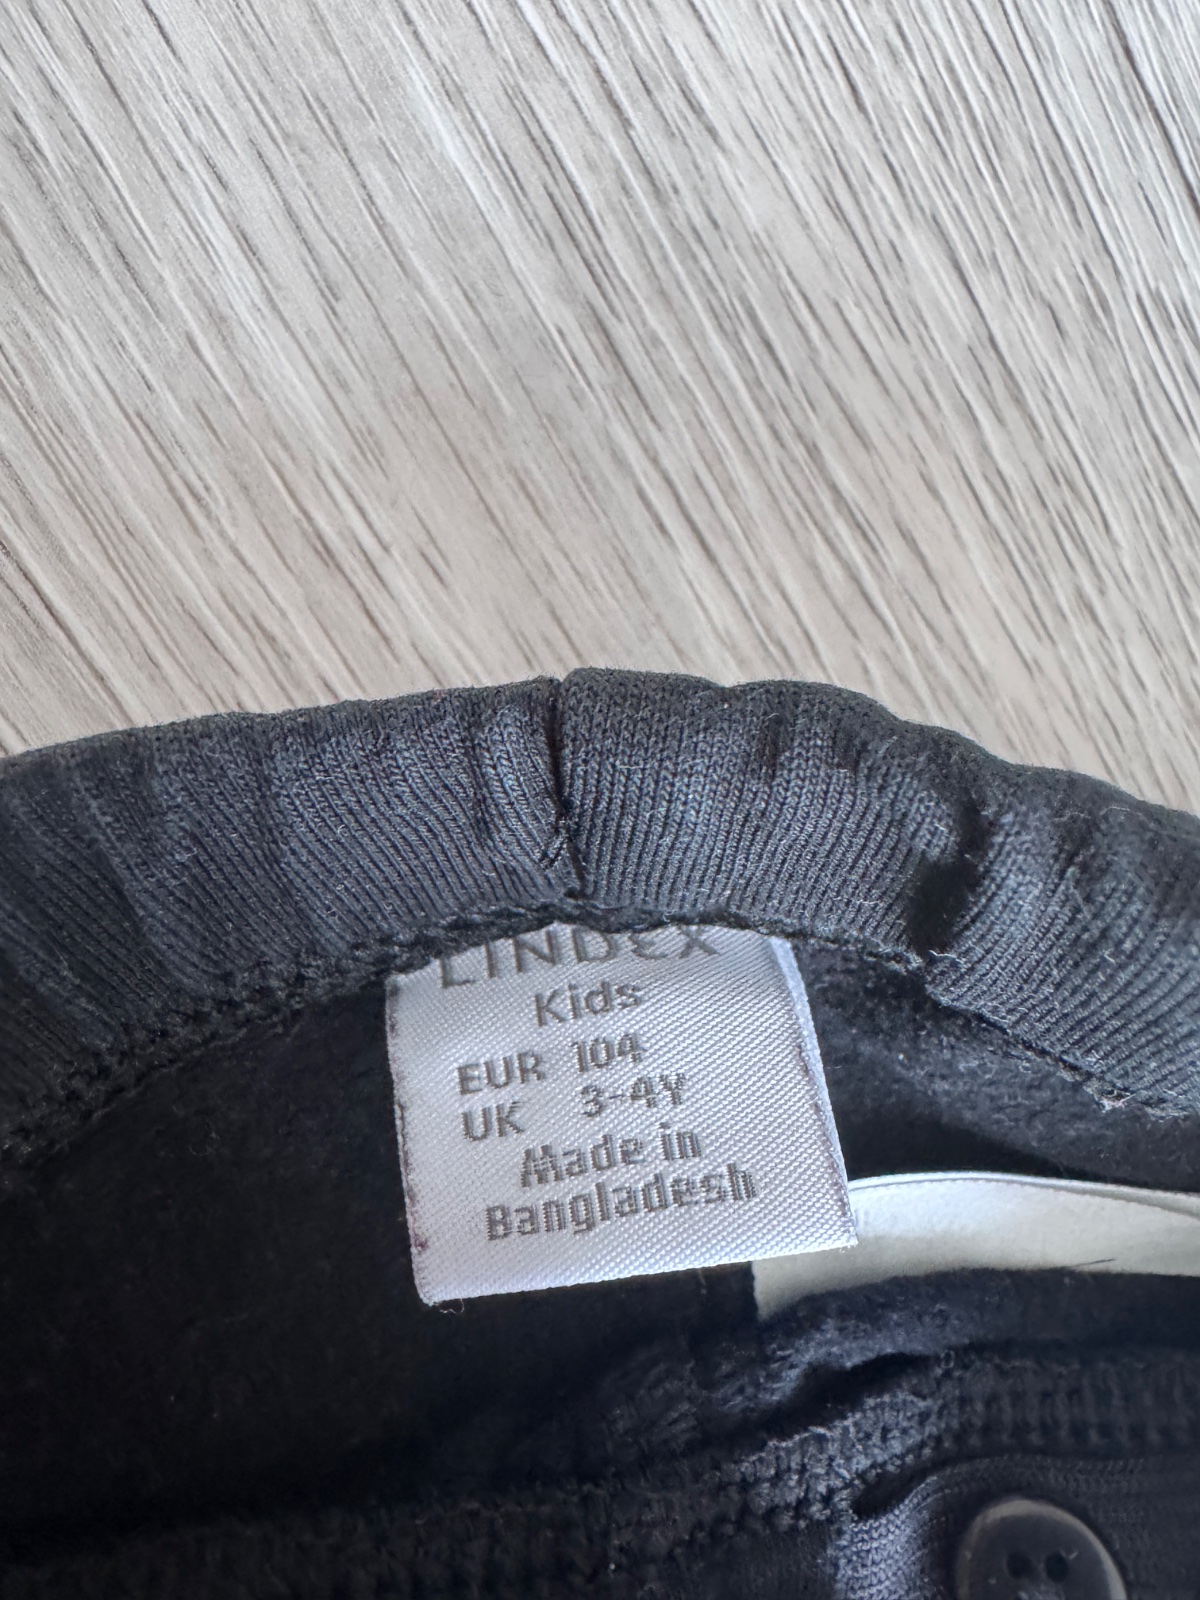 LINDEX
Kids
EUR 104
UK 3-4Y
Made in
Bangladesh